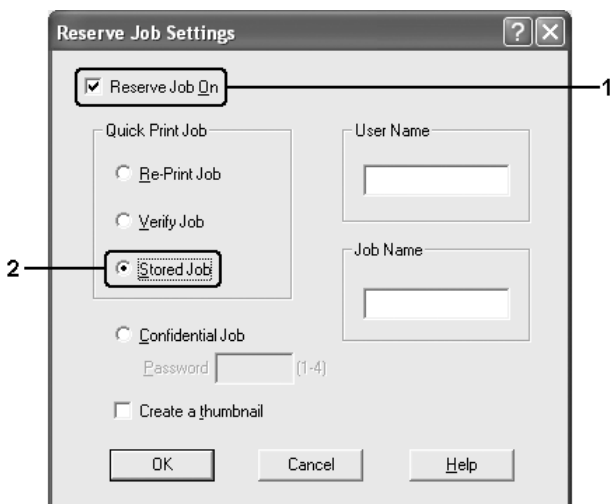 Reserve Job Settings
Reserve Job On
1
Quick Print Job
User Name
Re-Print Job
Verify Job
Job Name
2
Stored Job
Confidential Job
Password
(1-4)
Create a thumbnail
OK
Cancel
Help